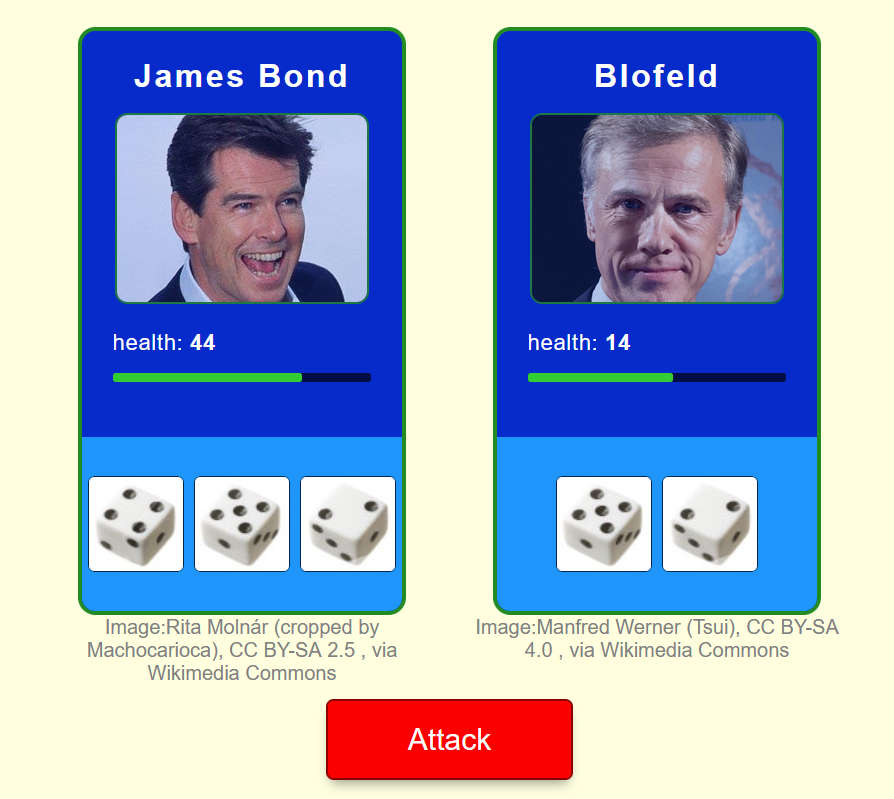 James Bond
Blofeld
health: 44
health: 14
Image:Rita Molnár (cropped by
Machocarioca), CC BY-SA 2.5 , via
Wikimedia Commons
Image:Manfred Werner (Tsui), CC BY-SA
4.0 , via Wikimedia Commons
Attack